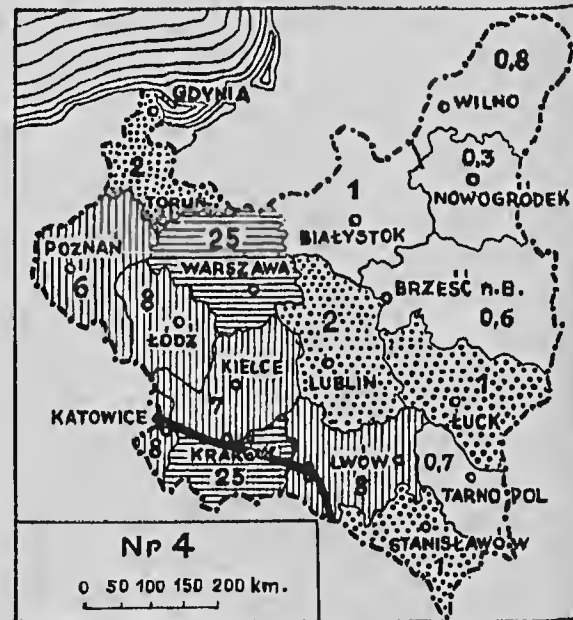 0,8
GDYNIA
WILNO
0,3
NOWOGRÓDEK
2
1
TORUŃ
25
BIAŁYSTOK
POZNAŃ
WARSZAWA
BRZEŚĆ n.B.
6
8
0,6
2
ŁÓDŹ
KIELCE
LUBLIN
1
ŁUCK
KATOWICE
7
8
KRAKÓW
LWÓW
0,7
25
8
TARNOPOL
STANISŁAWÓW
1
Nr 4
0 50 100 150 200 km.